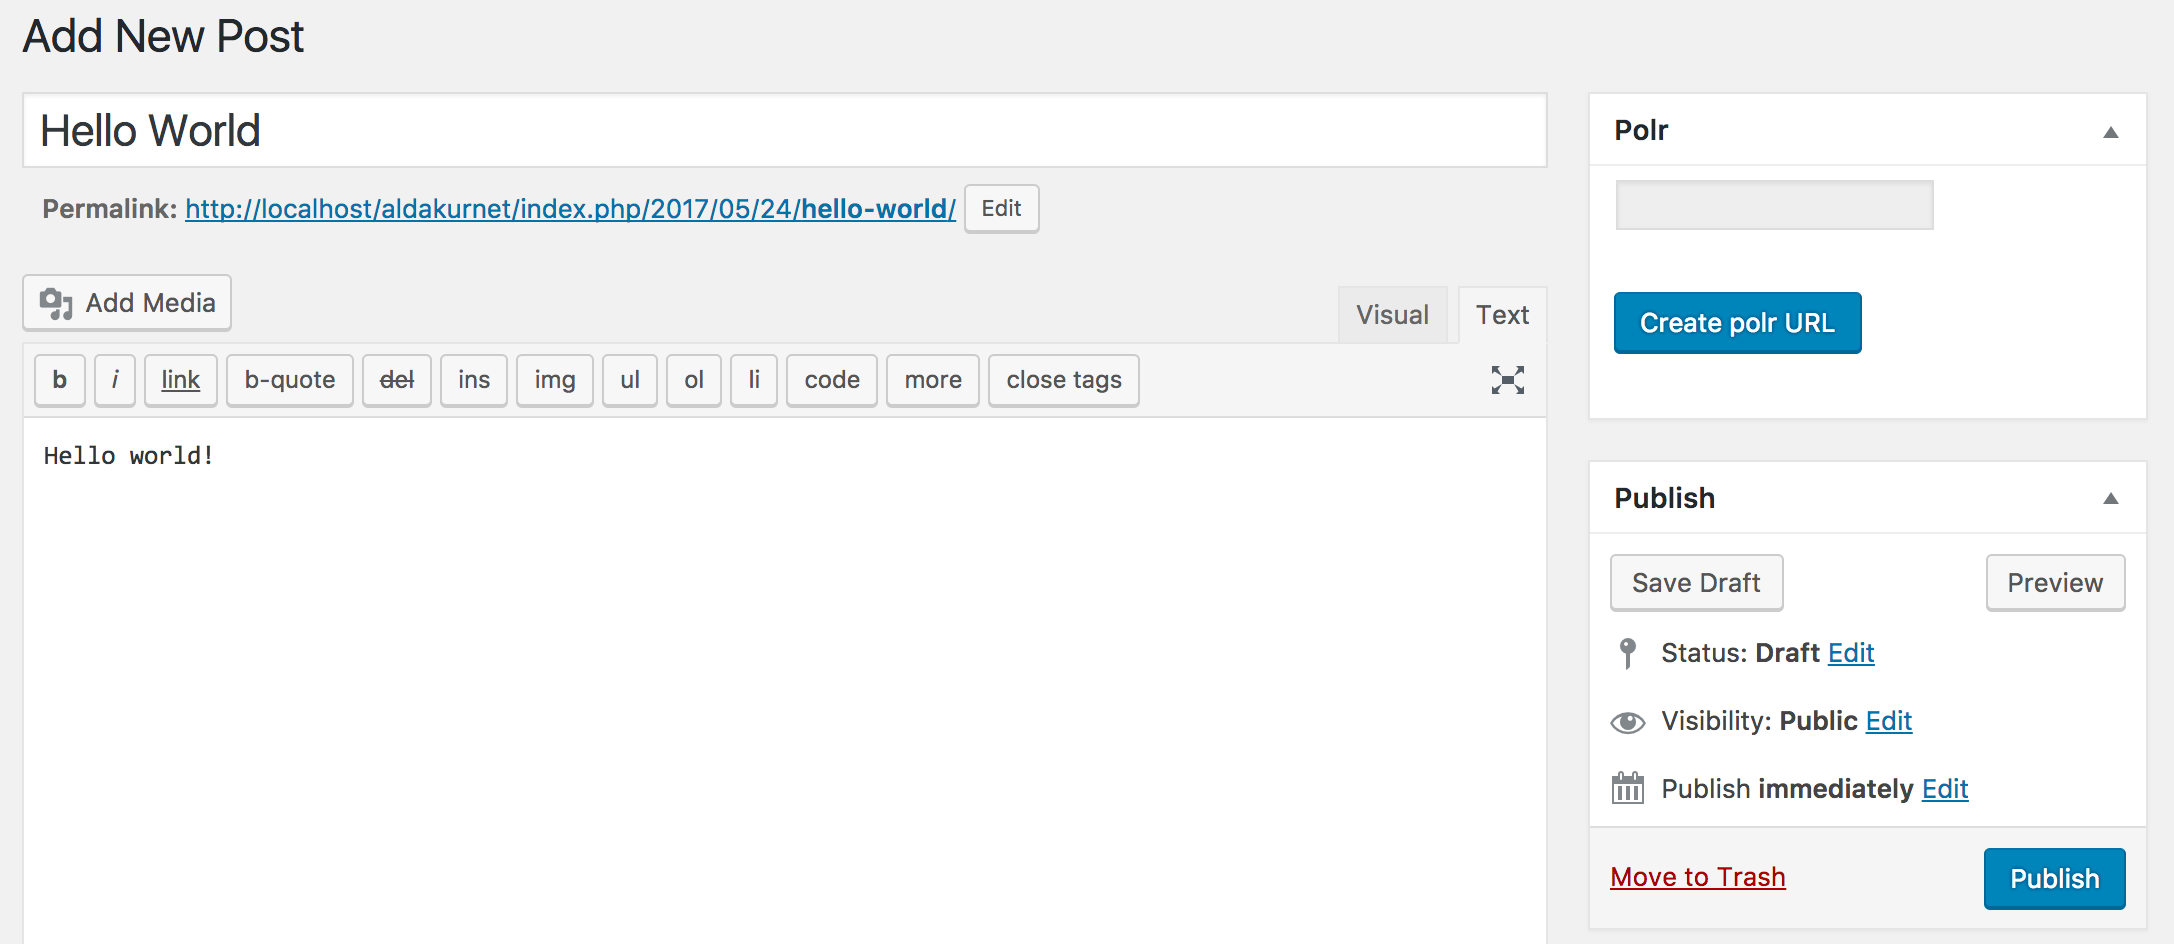 Add New Post
Hello World
Permalink: http://localhost/aldakurnet/index.php/2017/05/24/hello-world/ Edit
Add Media
Visual Text
b i link b-quote del ins img ul ol li code more close tags
Hello world!
Polr
Create polr URL
Publish
Save Draft Preview
Status: Draft Edit
Visibility: Public Edit
Publish immediately Edit
Move to Trash Publish